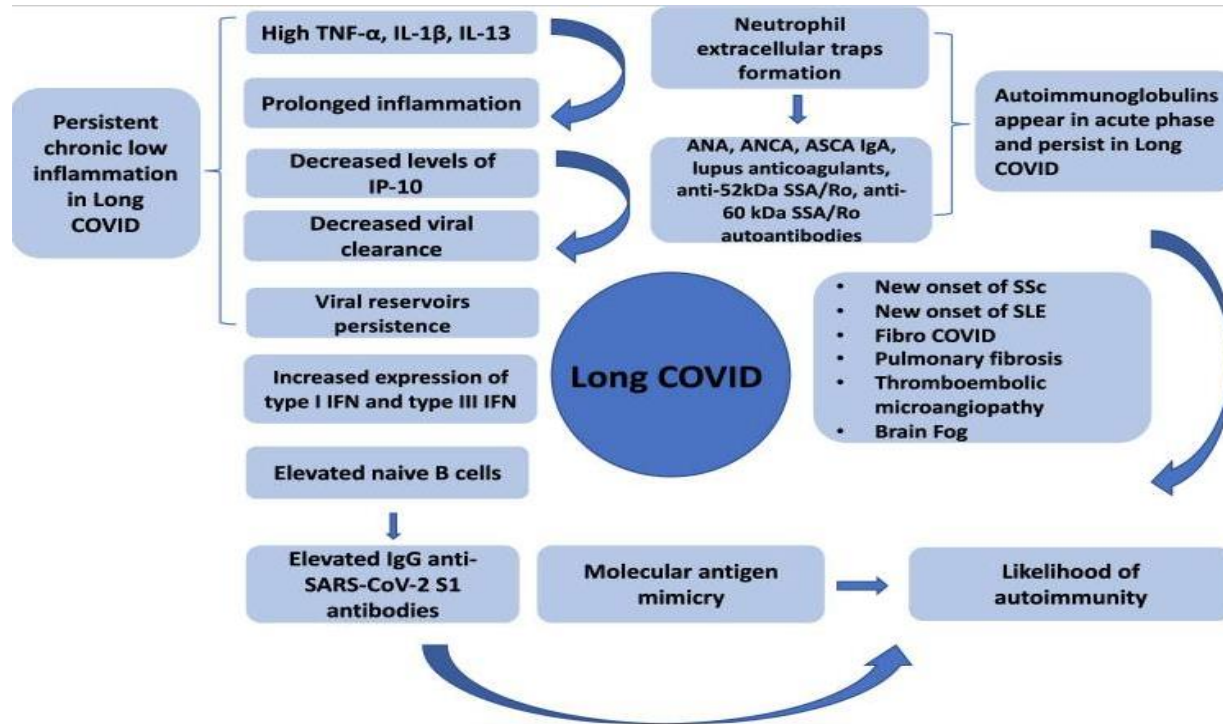 Persistent
chronic low
inflammation
in Long
COVID
High TNF-α, IL-1β, IL-13
Prolonged inflammation
Decreased levels of
IP-10
Decreased viral
clearance
Viral reservoirs
persistence
Increased expression of
type I IFN and type III IFN
Elevated naive B cells
Elevated IgG anti-
SARS-CoV-2 S1
antibodies
Neutrophil
extracellular traps
formation
ANA, ANCA, ASCA IgA,
lupus anticoagulants,
anti-52kDa SSA/Ro, anti-
60 kDa SSA/Ro
autoantibodies
Autoimmunoglobulins
appear in acute phase
and persist in Long
COVID
Long COVID
• New onset of SSc
• New onset of SLE
• Fibro COVID
• Pulmonary fibrosis
• Thromboembolic
microangiopathy
• Brain Fog
Molecular antigen
mimicry
Likelihood of
autoimmunity